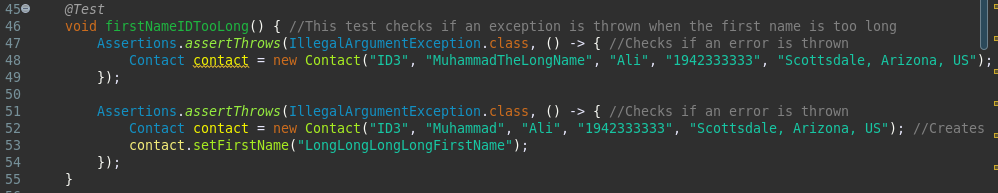 45 @Test
46 void firstNameIDTooLong() { //This test checks if an exception is thrown when the first name is too long
47 Assertions.assertThrows(IllegalArgumentException.class, () -> { //Checks if an error is thrown
48 Contact contact = new Contact("ID3", "MuhammadTheLongName", "Ali", "1942333333", "Scottsdale, Arizona, US");
49 });
50
51 Assertions.assertThrows(IllegalArgumentException.class, () -> { //Checks if an error is thrown
52 Contact contact = new Contact("ID3", "Muhammad", "Ali", "1942333333", "Scottsdale, Arizona, US"); //Creates
53 contact.setFirstName("LongLongLongLongFirstName");
54 });
55 }